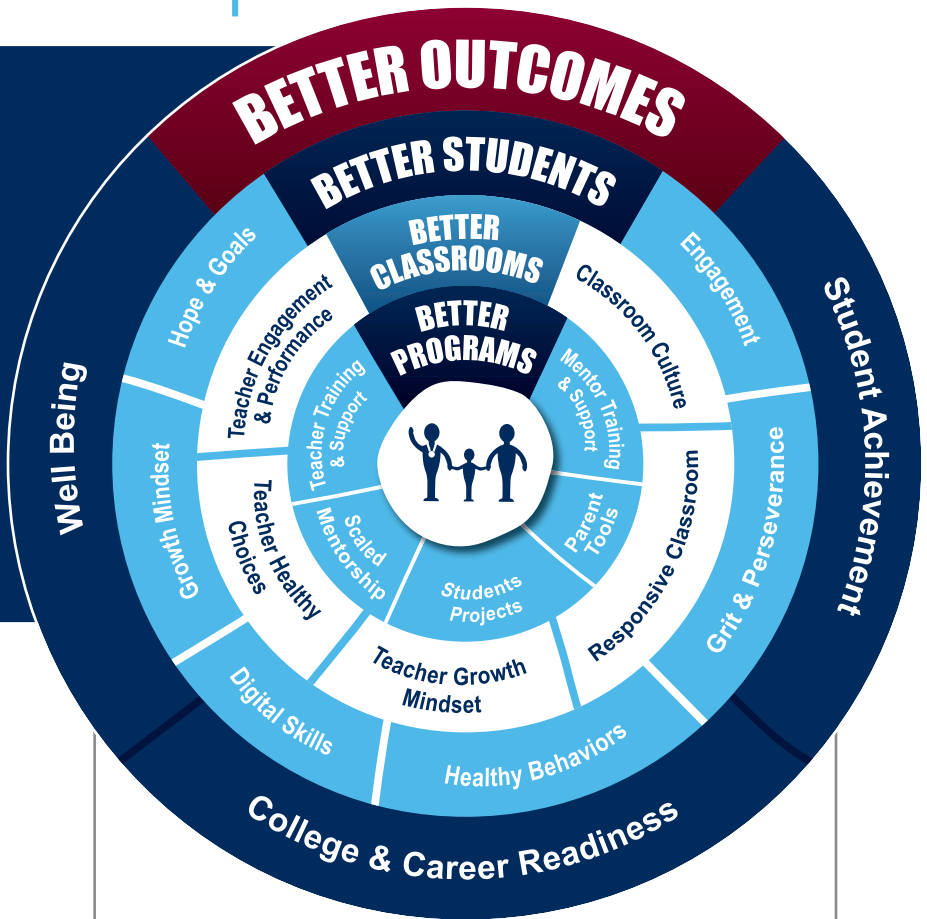 BETTER OUTCOMES
BETTER STUDENTS
BETTER
CLASSROOMS
BETTER
PROGRAMS
Well Being
Student Achievement
College & Career Readiness
Hope & Goals
Engagement
Growth Mindset
Grit & Perseverance
Digital Skills
Healthy Behaviors
Teacher Engagement
& Performance
Classroom Culture
Teacher Healthy
Choices
Responsive Classroom
Teacher Growth
Mindset
Teacher Training
& Support
Mentor Training
& Support
Scaled
Mentorship
Parent
Tools
Students
Projects